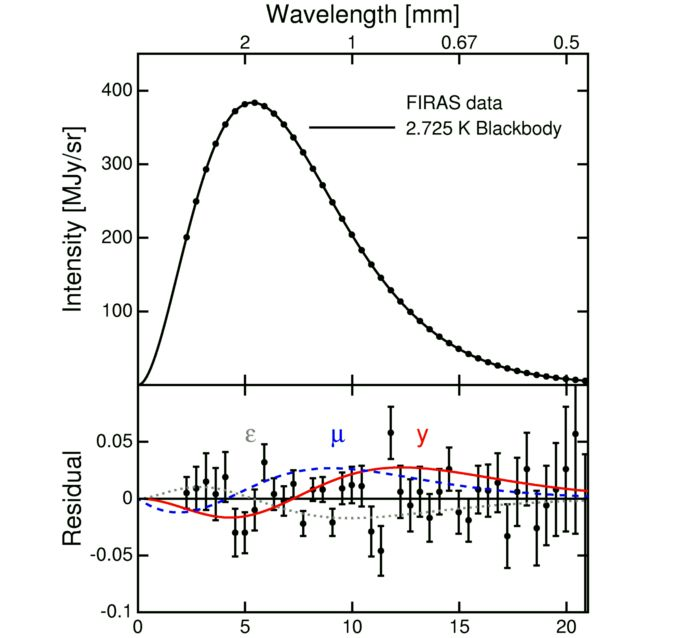 Wavelength [mm]
2 1 0.67 0.5
400
300
200
100
Intensity [MJy/sr]
FIRAS data
2.725 K Blackbody
ε μ y
0.05
0
-0.05
-0.1
Residual
0 5 10 15 20